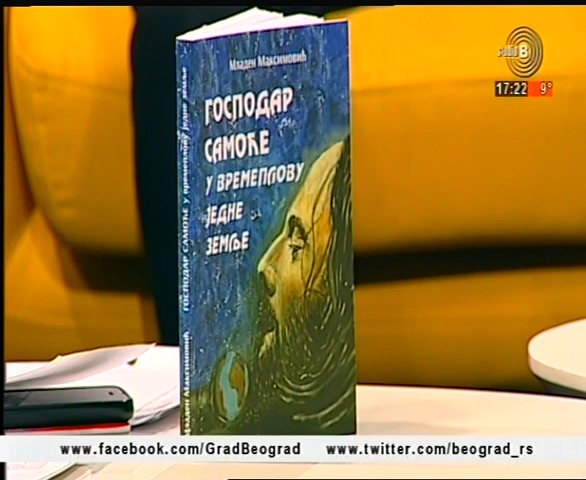 studio B
17:22 9°
Младен Максимовић
ГОСПОДАР
САМОЋЕ
У ВРЕМЕПЛОВУ
ЈЕДНЕ
ЗЕМЉЕ
Младен Максимовић ГОСПОДАР САМОЋЕ у времеплову једне земље
www.facebook.com/GradBeograd www.twitter.com/beograd_rs